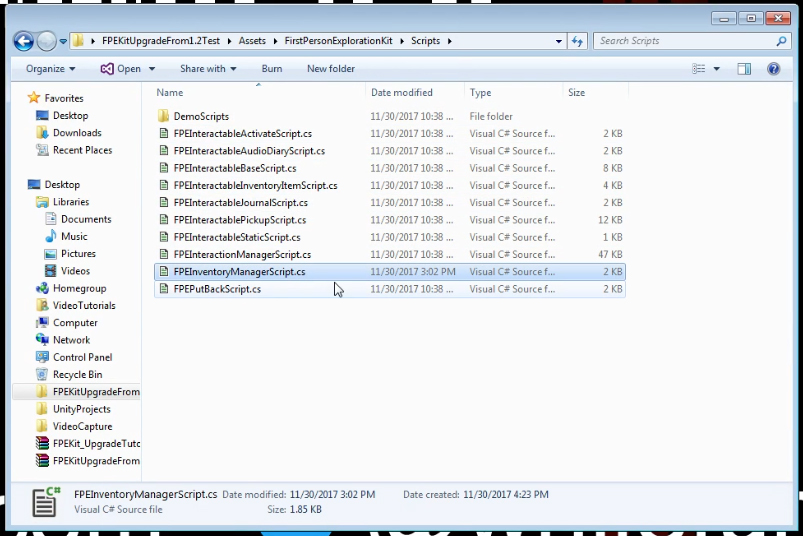 FPEKitUpgradeFrom1.2Test ▸ Assets ▸ FirstPersonExplorationKit ▸ Scripts ▸
Search Scripts
Organize Open Share with Burn New folder
Name Date modified Type Size
DemoScripts 11/30/2017 10:38 ... File folder
FPEInteractableActivateScript.cs 11/30/2017 10:38 ... Visual C# Source f... 2 KB
FPEInteractableAudioDiaryScript.cs 11/30/2017 10:38 ... Visual C# Source f... 2 KB
FPEInteractableBaseScript.cs 11/30/2017 10:38 ... Visual C# Source f... 8 KB
FPEInteractableInventoryItemScript.cs 11/30/2017 10:38 ... Visual C# Source f... 4 KB
FPEInteractableJournalScript.cs 11/30/2017 10:38 ... Visual C# Source f... 2 KB
FPEInteractablePickupScript.cs 11/30/2017 10:38 ... Visual C# Source f... 12 KB
FPEInteractableStaticScript.cs 11/30/2017 10:38 ... Visual C# Source f... 1 KB
FPEInteractionManagerScript.cs 11/30/2017 10:38 ... Visual C# Source f... 47 KB
FPEInventoryManagerScript.cs 11/30/2017 3:02 PM Visual C# Source f... 2 KB
FPEPutBackScript.cs 11/30/2017 10:38 ... Visual C# Source f... 2 KB
Favorites
Desktop
Downloads
Recent Places
Desktop
Libraries
Documents
Music
Pictures
Videos
Homegroup
VideoTutorials
Computer
Network
Control Panel
Recycle Bin
FPEKitUpgradeFrom
UnityProjects
VideoCapture
FPEKit_UpgradeTuto
FPEKitUpgradeFrom
C#
FPEInventoryManagerScript.cs Date modified: 11/30/2017 3:02 PM Date created: 11/30/2017 4:23 PM
Visual C# Source file Size: 1.85 KB